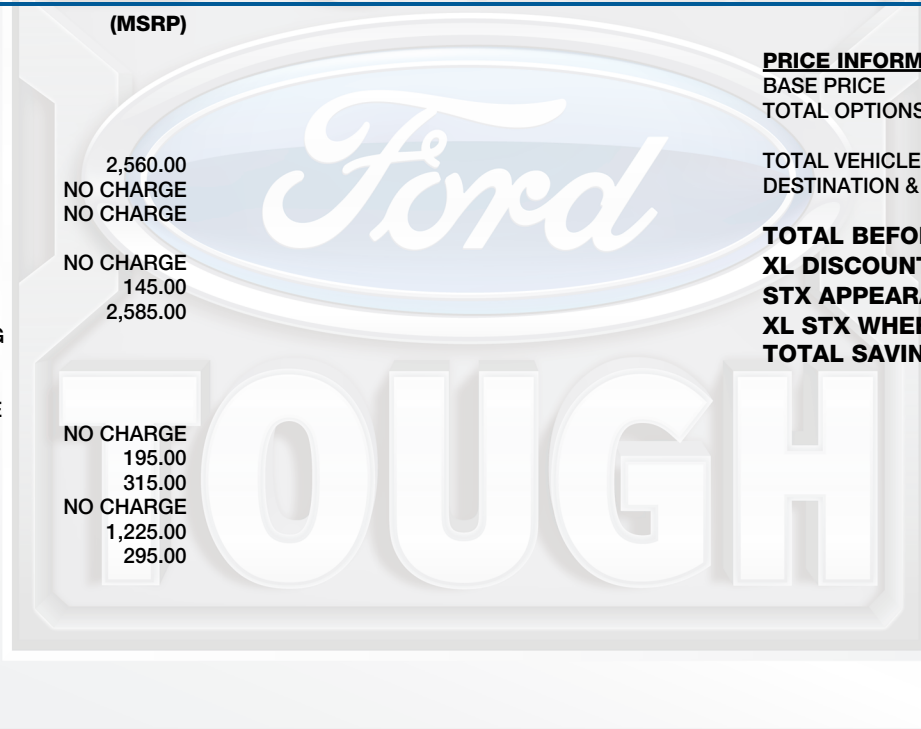 (MSRP)
2,560.00
NO CHARGE
NO CHARGE
NO CHARGE
145.00
2,585.00
NO CHARGE
195.00
315.00
NO CHARGE
1,225.00
295.00
Ford
TOUGH
PRICE INFORM
BASE PRICE
TOTAL OPTIONS
TOTAL VEHICLE
DESTINATION &
TOTAL BEFO
XL DISCOUNT
STX APPEAR
XL STX WHE
TOTAL SAVIN